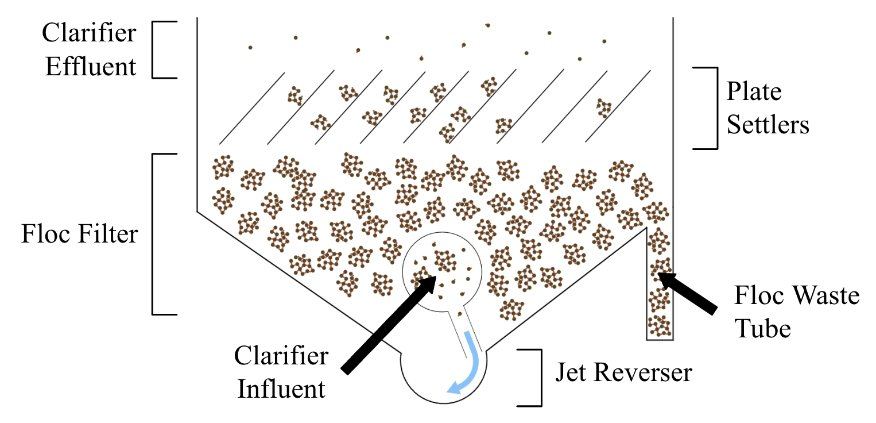 Clarifier
Effluent
Plate
Settlers
Floc Filter
Floc Waste
Tube
Clarifier
Influent
Jet Reverser